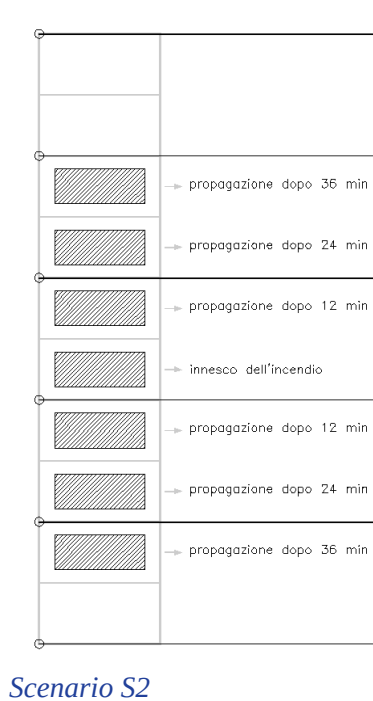 propagazione dopo 36 min
propagazione dopo 24 min
propagazione dopo 12 min
innesco dell'incendio
propagazione dopo 12 min
propagazione dopo 24 min
propagazione dopo 36 min
Scenario S2